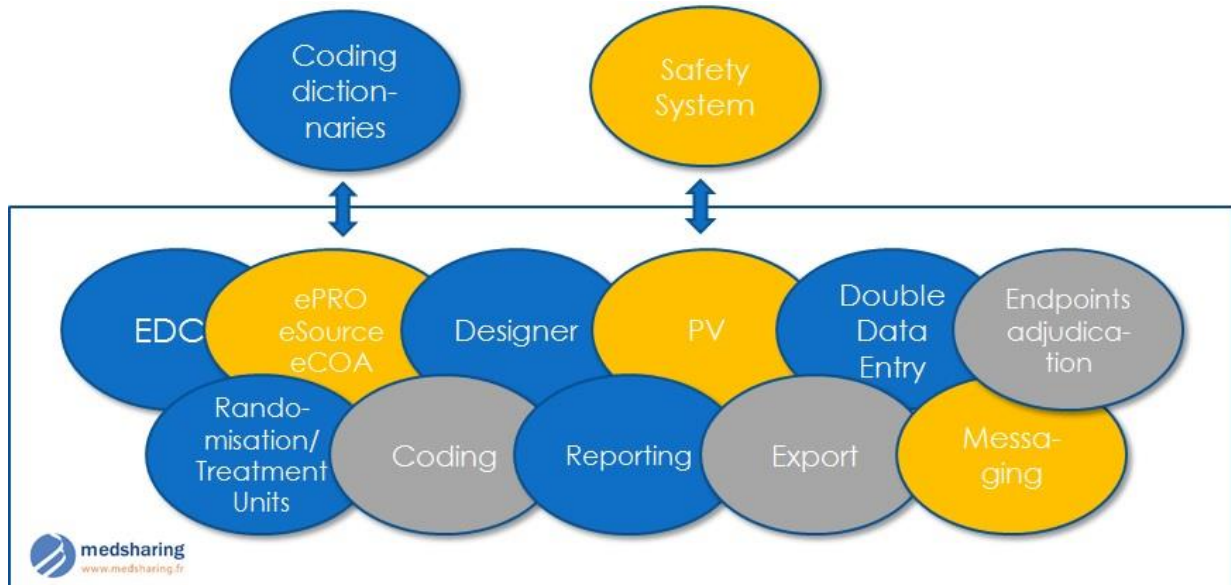 Coding
diction-
naries
Safety
System
EDC
ePRO
eSource
eCOA
Designer
PV
Double
Data
Entry
Endpoints
adjudica-
tion
Rando-
misation/
Treatment
Units
Coding
Reporting
Export
Messa-
ging
medsharing
www.medsharing.fr